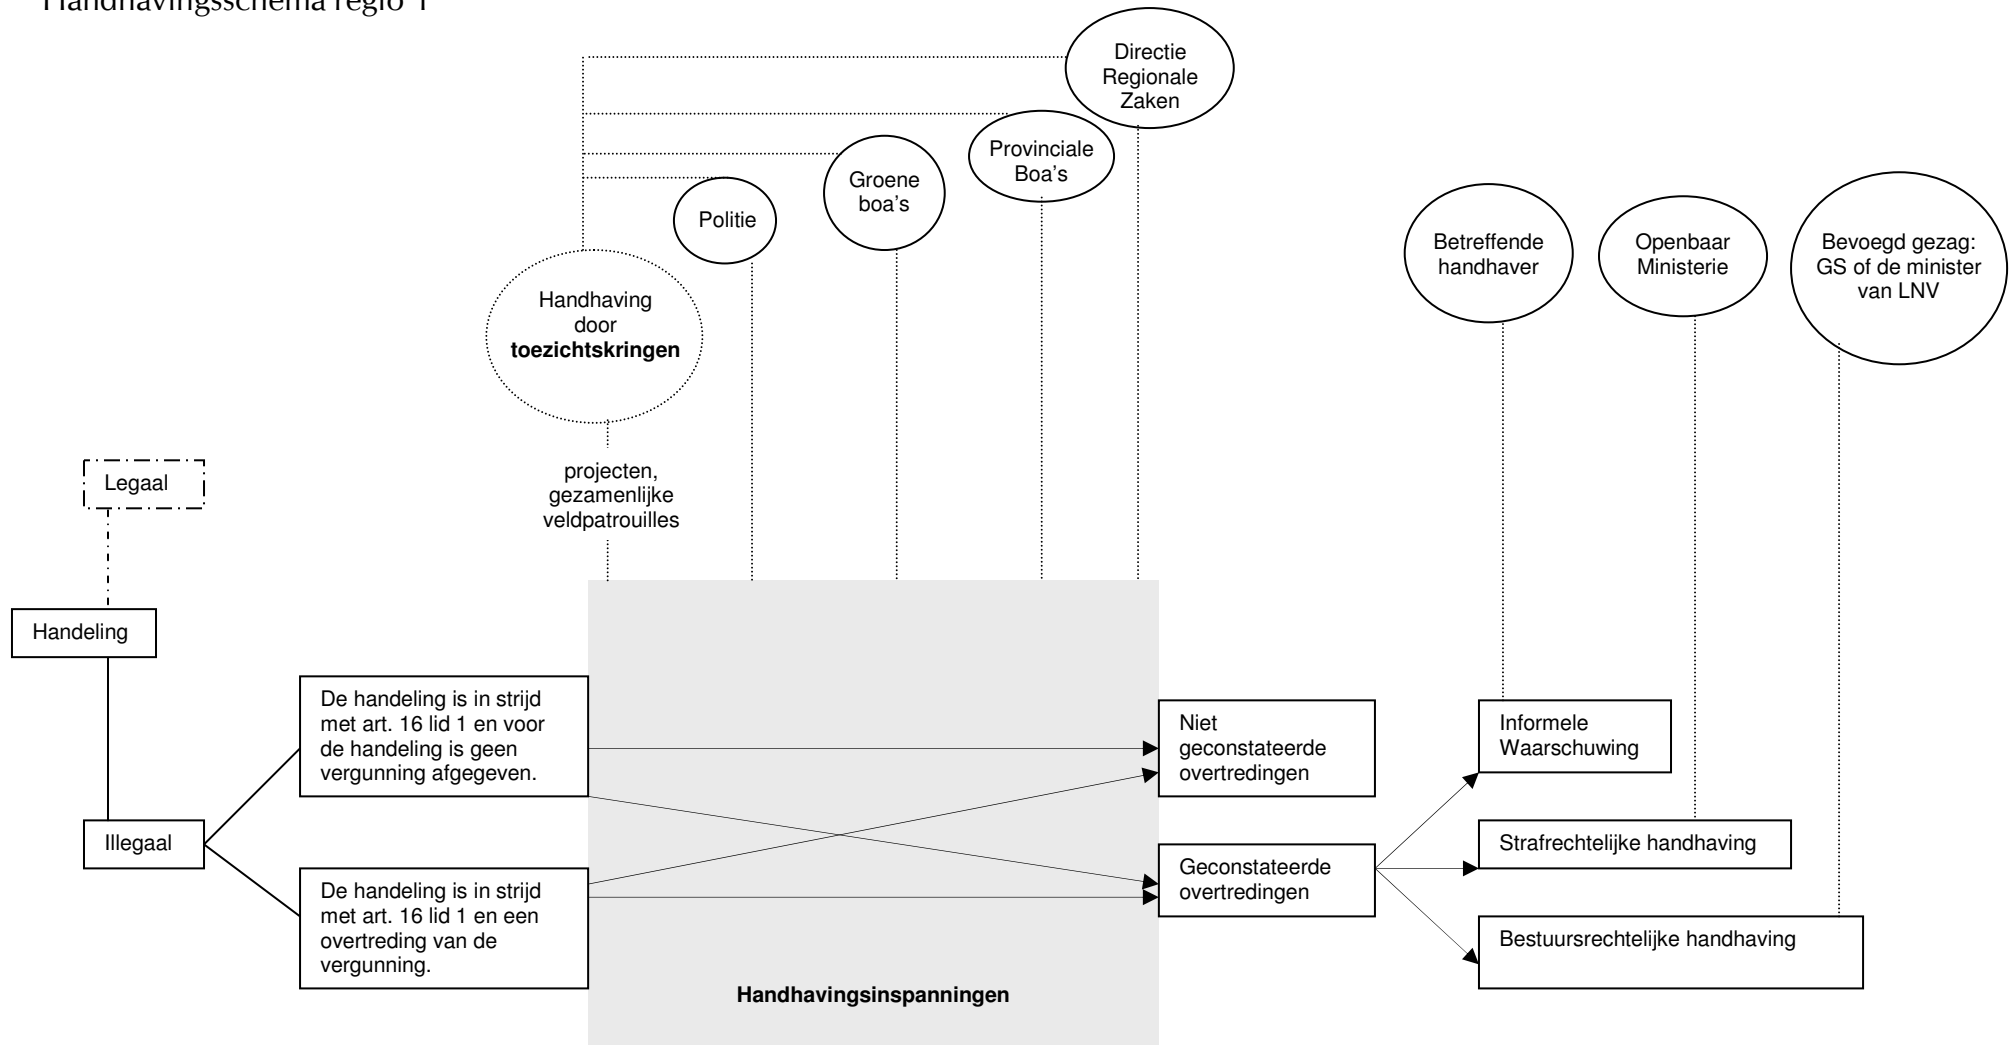 Handhavingsschema regio 1
Directie
Regionale
Zaken
Provinciale
Boa's
Groene
boa's
Politie
Handhaving
door
toezichtskringen
projecten,
gezamenlijke
veldpatrouilles
Betreffende
handhaver
Openbaar
Ministerie
Bevoegd gezag:
GS of de minister
van LNV
Legaal
Handeling
Illegaal
De handeling is in strijd
met art. 16 lid 1 en voor
de handeling is geen
vergunning afgegeven.
De handeling is in strijd
met art. 16 lid 1 en een
overtreding van de
vergunning.
Handhavingsinspanningen
Niet
geconstateerde
overtredingen
Geconstateerde
overtredingen
Informele
Waarschuwing
Strafrechtelijke handhaving
Bestuursrechtelijke handhaving